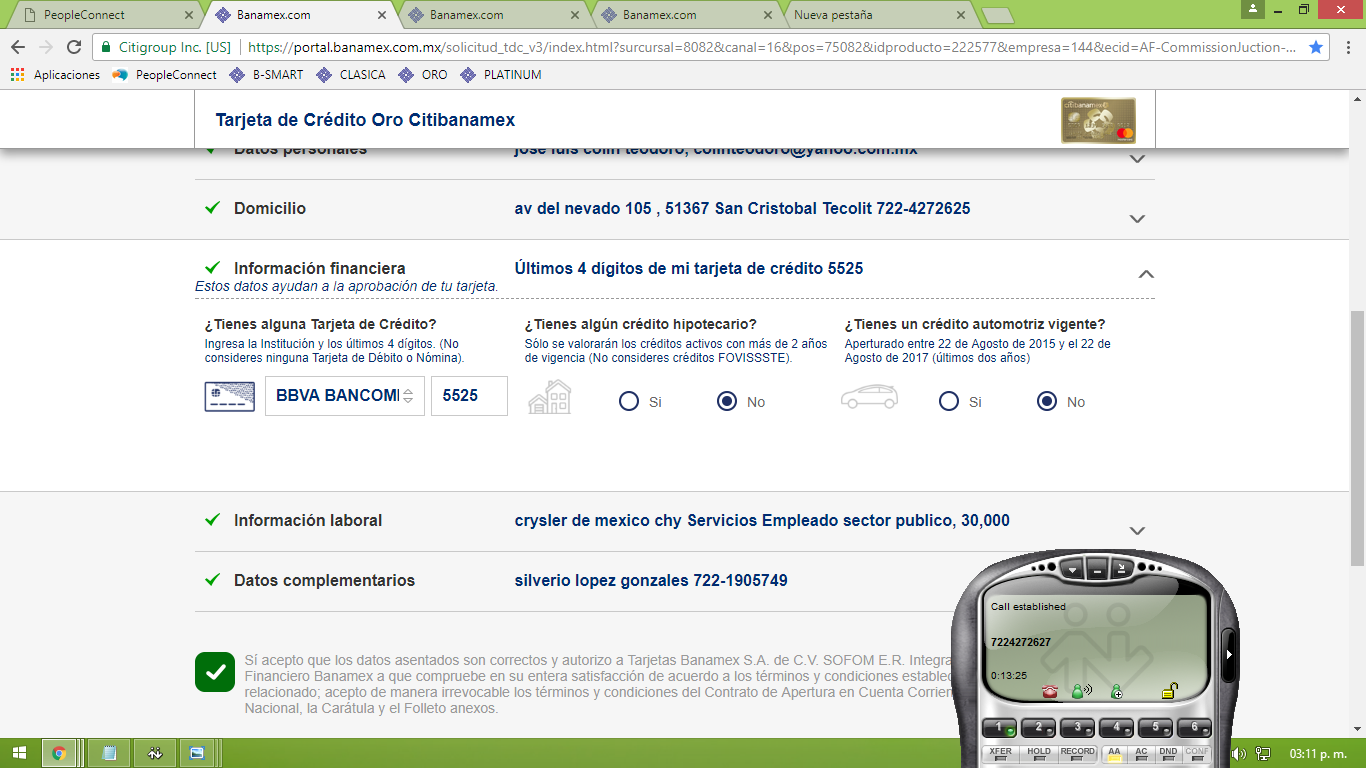 PeopleConnect
Banamex.com
Banamex.com
Banamex.com
Nueva pestaña
Citigroup Inc. [US]
https://portal.banamex.com.mx/solicitud_tdc_v3/index.html?sursursal=8082&canal=16&pos=75082&idproducto=222577&empresa=144&ecid=AF-CommissionJuction-...
Aplicaciones
PeopleConnect
B-SMART
CLASICA
ORO
PLATINUM
Tarjeta de Crédito Oro Citibanamex
citibanamex
Datos personales
jose luis colin teodoro, colinteodoro@yahoo.com.mx
Domicilio
av del nevado 105 , 51367 San Cristobal Tecolit 722-4272625
Información financiera
Últimos 4 dígitos de mi tarjeta de crédito 5525
Estos datos ayudan a la aprobación de tu tarjeta.
¿Tienes alguna Tarjeta de Crédito?
Ingresa la Institución y los últimos 4 dígitos. (No
consideres ninguna Tarjeta de Débito o Nómina).
BBVA BANCOM
5525
¿Tienes algún crédito hipotecario?
Sólo se valorarán los créditos activos con más de 2 años
de vigencia (No consideres créditos FOVISSSTE).
Si
No
¿Tienes un crédito automotriz vigente?
Aperturado entre 22 de Agosto de 2015 y el 22 de
Agosto de 2017 (últimos dos años)
Si
No
Información laboral
crysler de mexico chy Servicios Empleado sector publico, 30,000
Datos complementarios
silverio lopez gonzales 722-1905749
Sí acepto que los datos asentados son correctos y autorizo a Tarjetas Banamex S.A. de C.V. SOFOM E.R. Integra
Financiero Banamex a que compruebe en su entera satisfacción de acuerdo a los términos y condiciones establec
relacionado; acepto de manera irrevocable los términos y condiciones del Contrato de Apertura en Cuenta Corrien
Nacional, la Carátula y el Folleto anexos.
Call established
7224272627
0:13:25
1 2 3 4 5 6
XFER HOLD RECORD AA AC DND CONF
03:11 p. m.